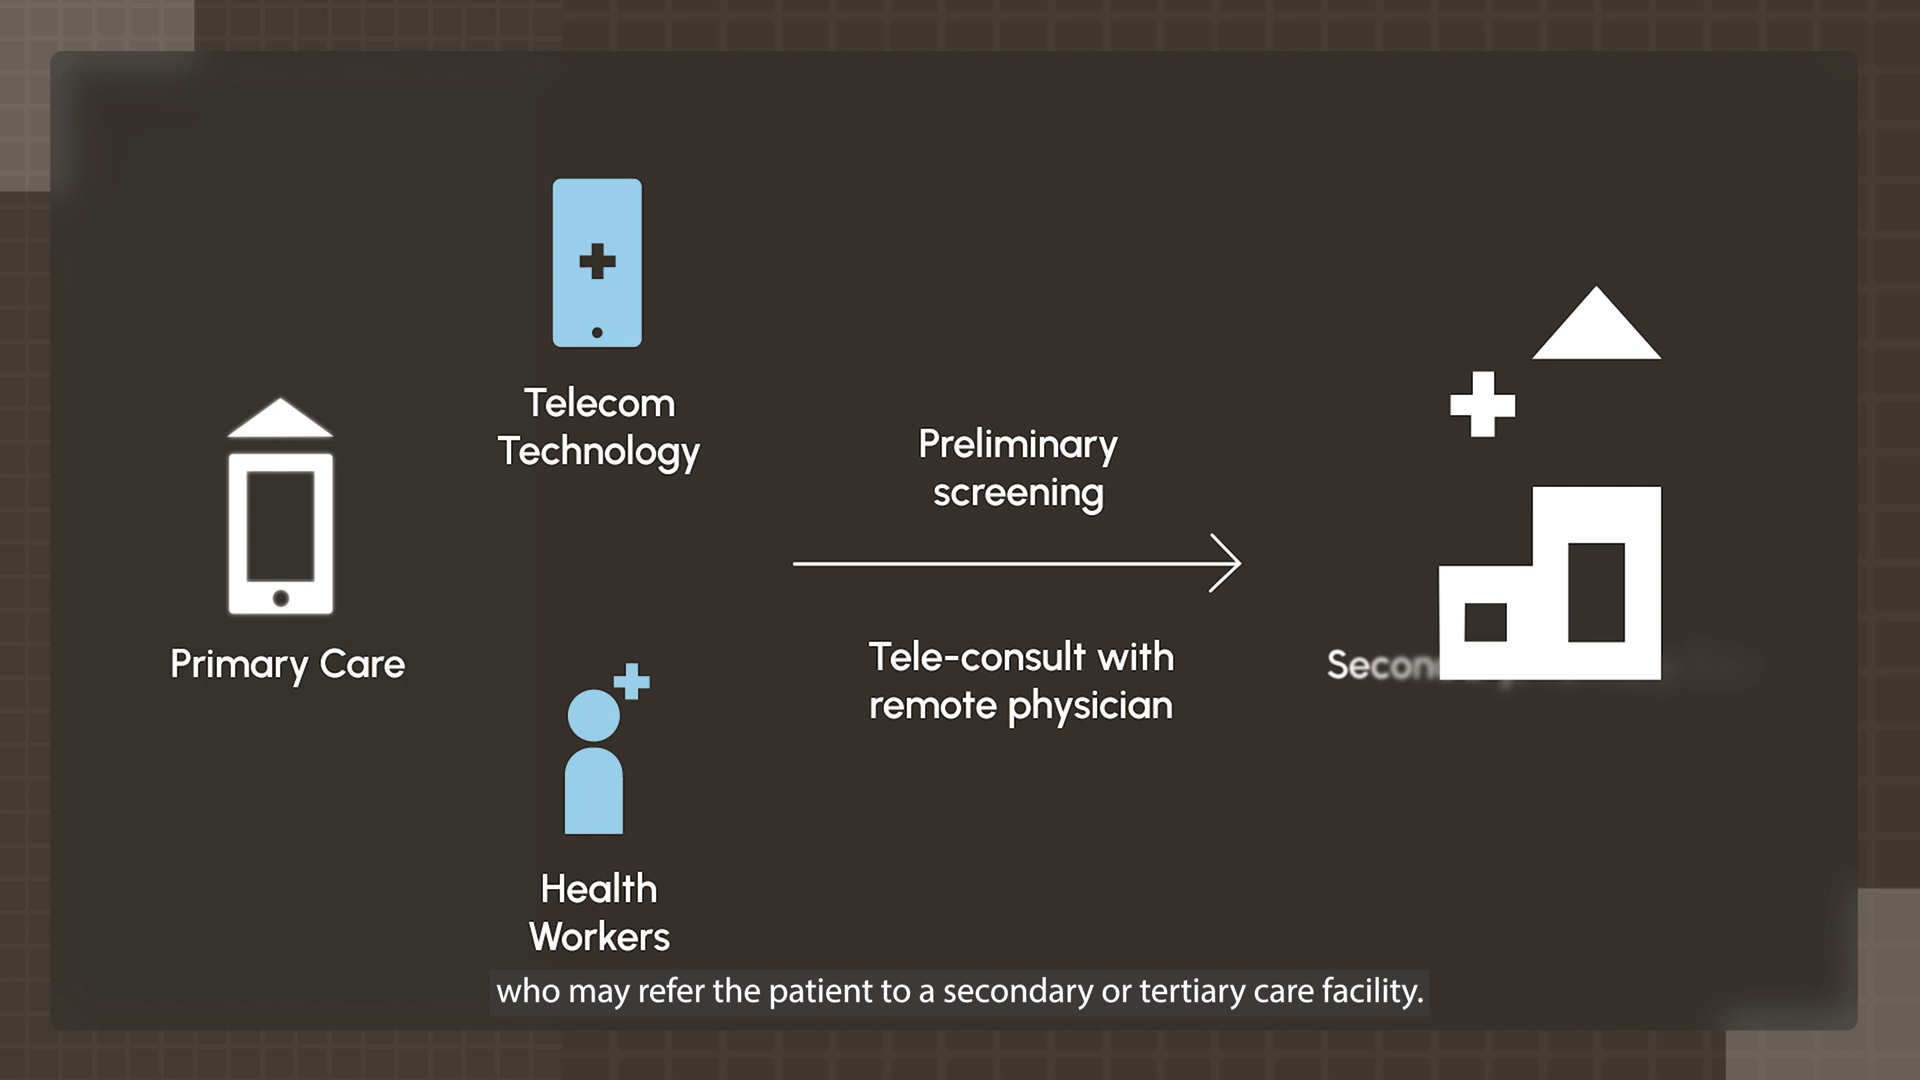 Telecom
Technology
Preliminary
screening
Primary Care
Tele-consult with
remote physician
Health
Workers
who may refer the patient to a secondary or tertiary care facility.